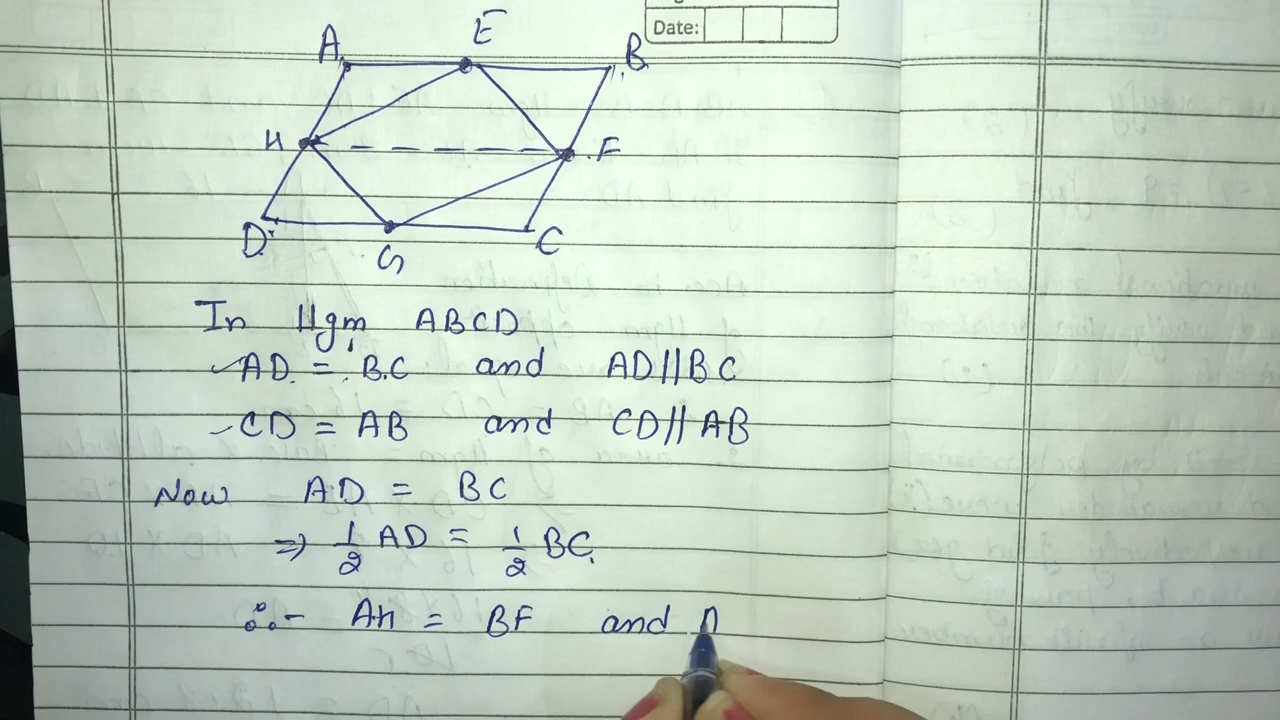 Date:
A E B
H F
D G C
In ||gm ABCD
AD = BC and AD||BC
CD = AB and CD||AB
Now AD = BC
⇒ 1/2 AD = 1/2 BC
∴- AH = BF and A